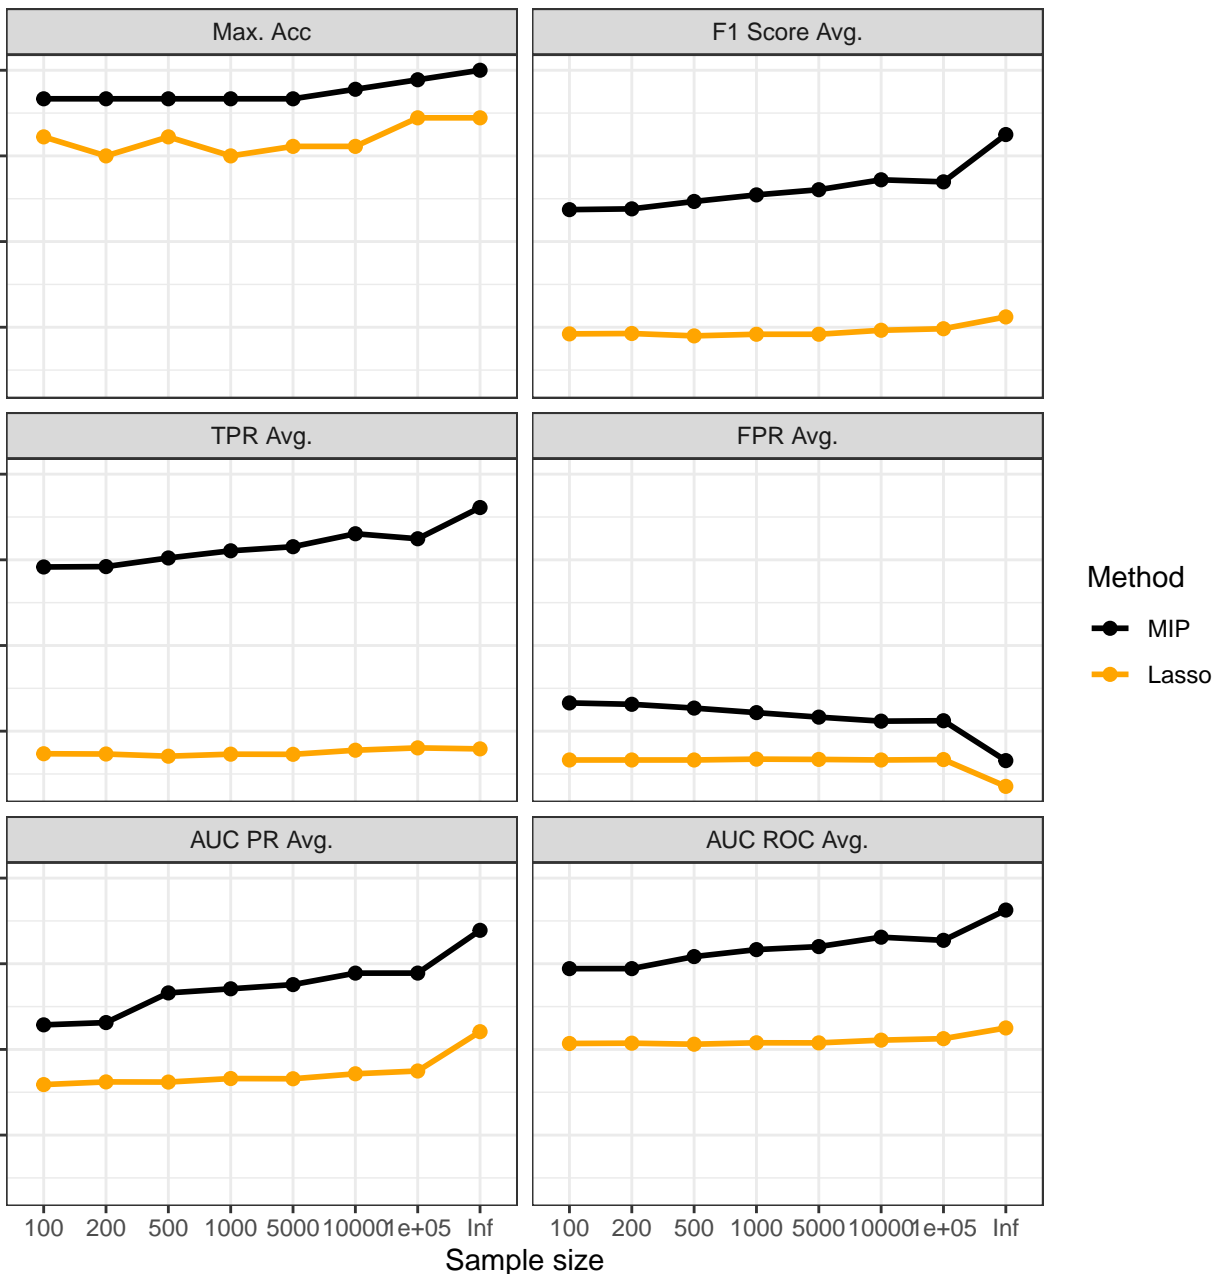 Max. Acc
F1 Score Avg.
TPR Avg.
FPR Avg.
Method
MIP
Lasso
AUC PR Avg.
AUC ROC Avg.
100 200 500 1000 5000 10000 1e+05 Inf
100 200 500 1000 5000 10000 1e+05 Inf
Sample size